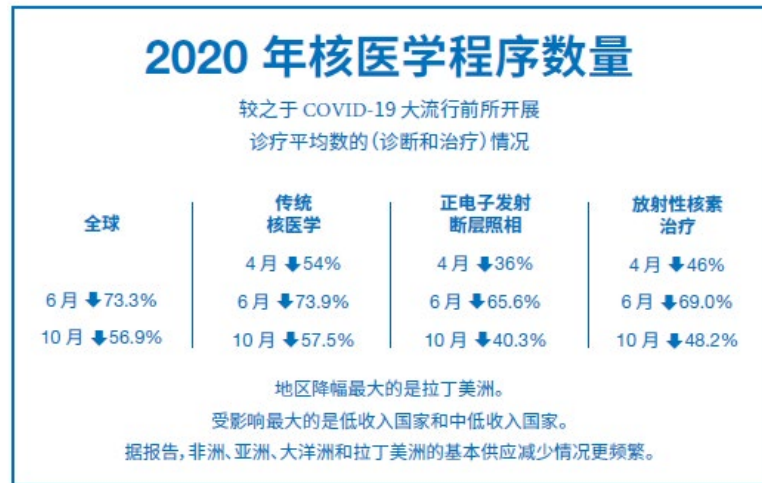 2020 年核医学程序数量
较之于 COVID-19 大流行前所开展
诊疗平均数的(诊断和治疗)情况
全球
6 月 ⬇73.3%
10 月 ⬇56.9%
传统
核医学
4 月 ⬇54%
6 月 ⬇73.9%
10 月 ⬇57.5%
正电子发射
断层照相
4 月 ⬇36%
6 月 ⬇65.6%
10 月 ⬇40.3%
放射性核素
治疗
4 月 ⬇46%
6 月 ⬇69.0%
10 月 ⬇48.2%
地区降幅最大的是拉丁美洲。
受影响最大的是低收入国家和中低收入国家。
据报告,非洲、亚洲、大洋洲和拉丁美洲的基本供应减少情况更频繁。